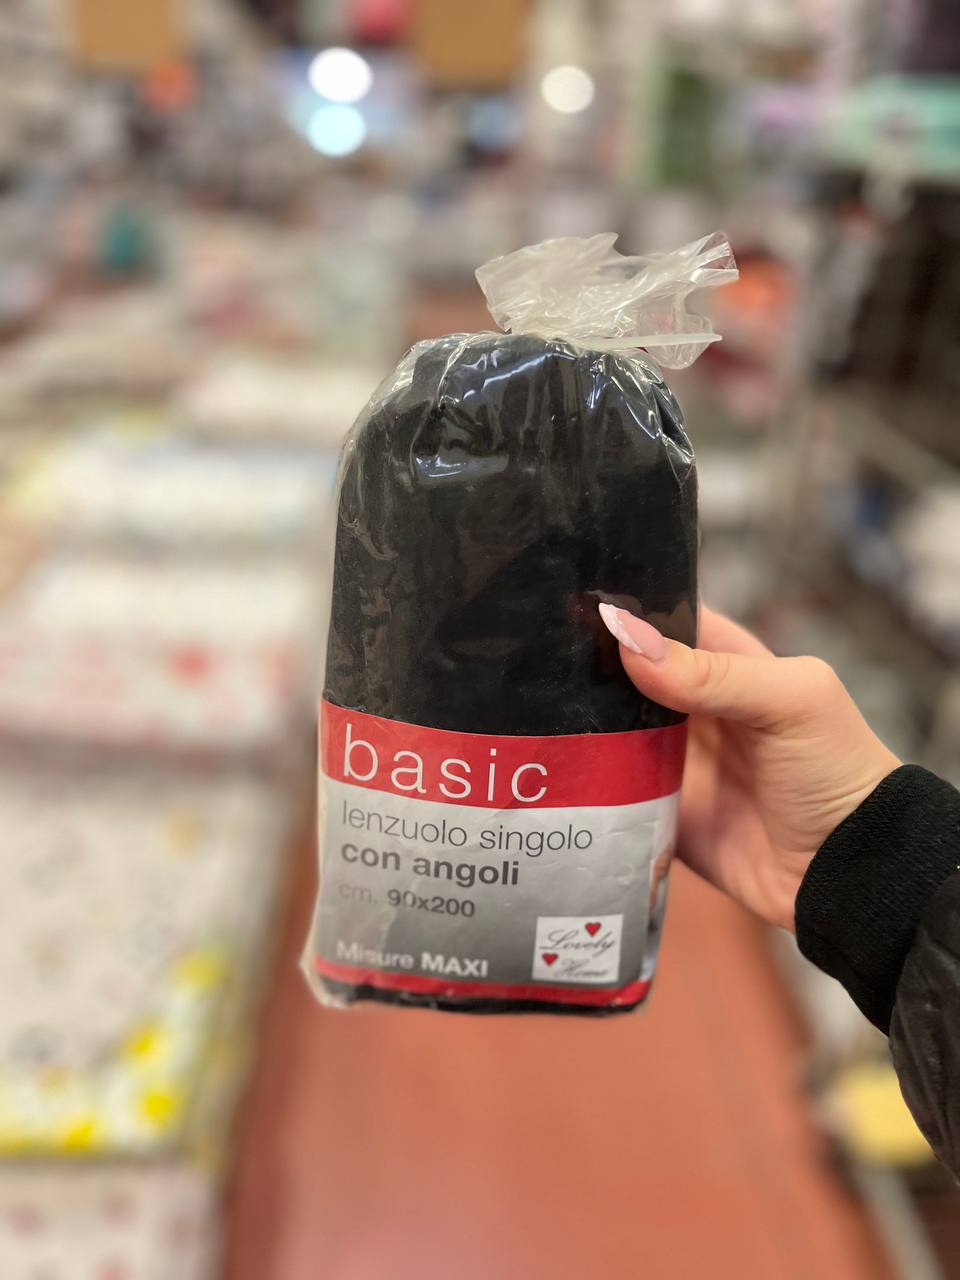 basic
lenzuolo singolo
con angoli
cm. 90x200
Misure MAXI
Lovely
Home